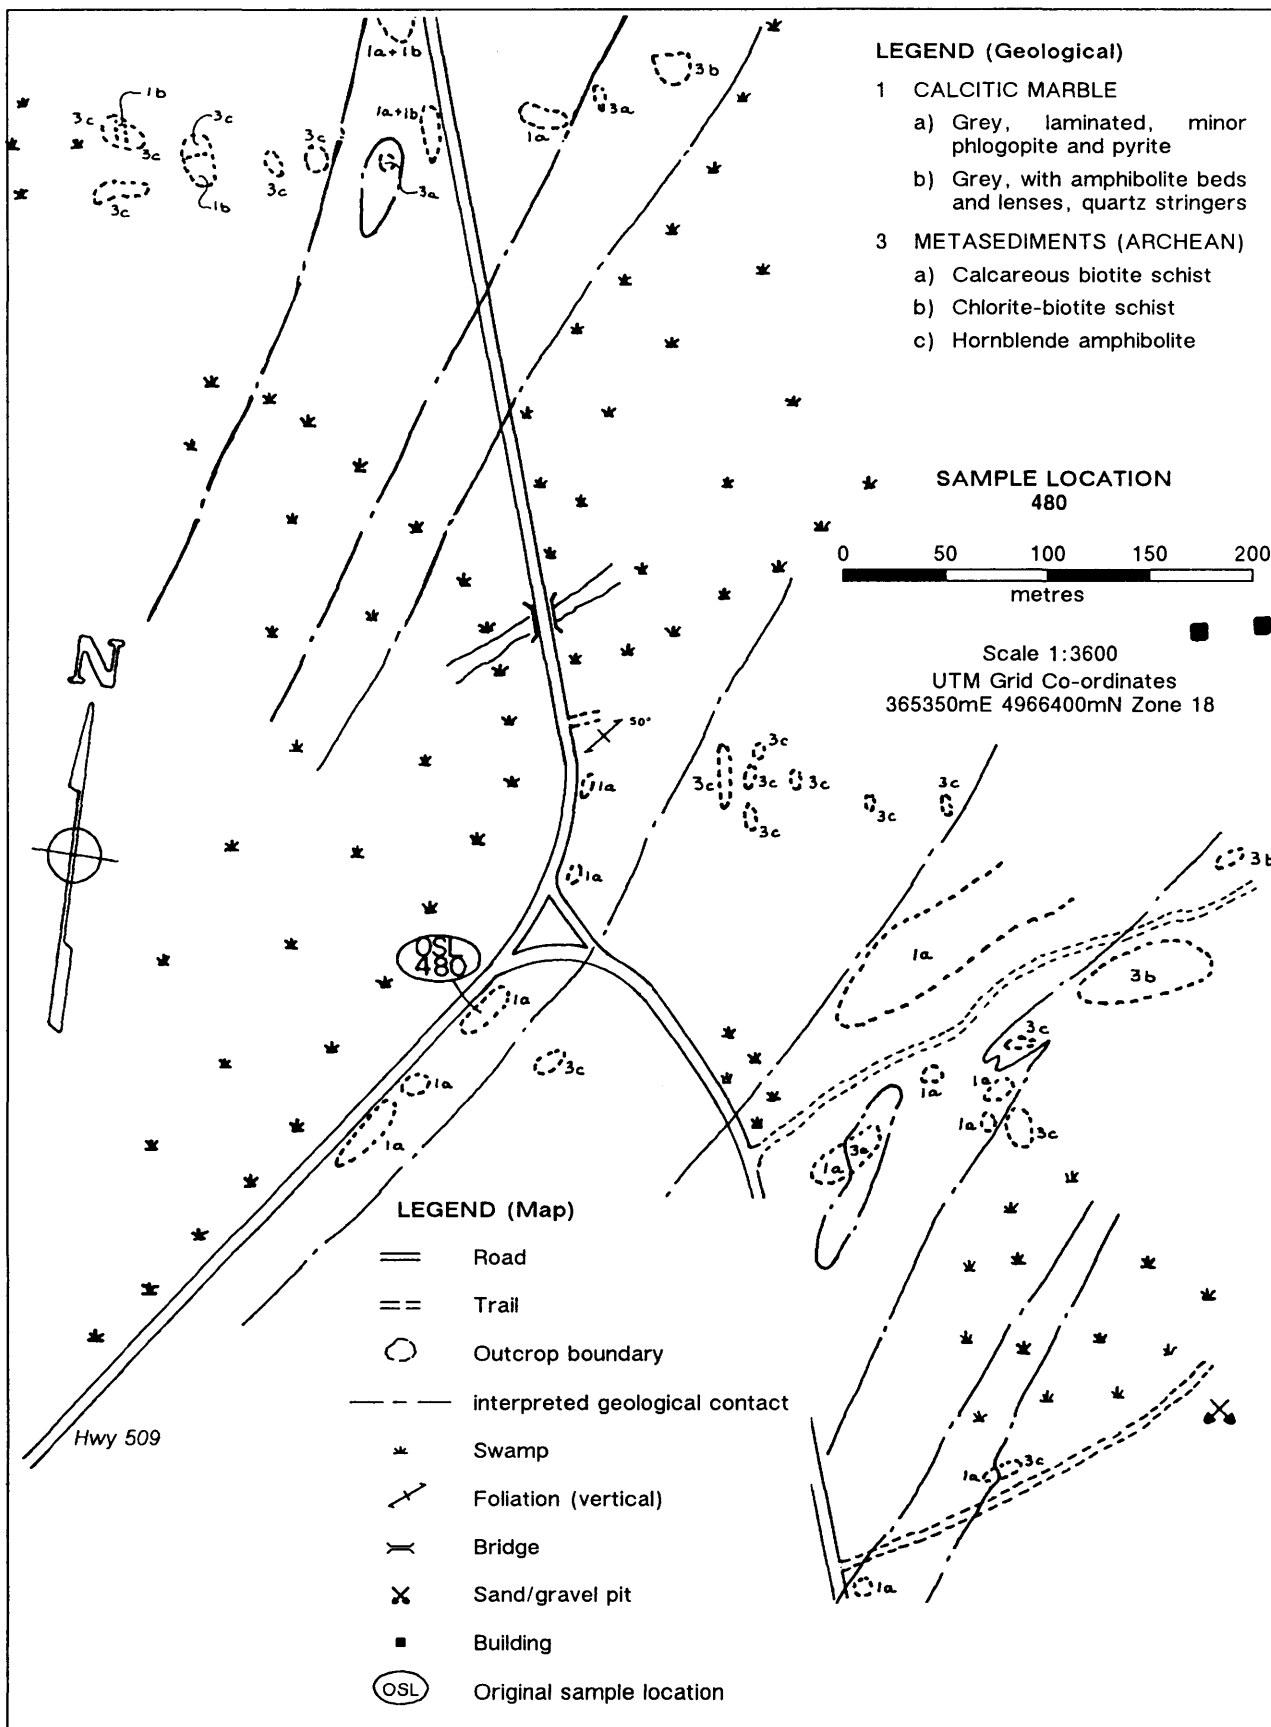 LEGEND (Geological)
1 CALCITIC MARBLE
a) Grey, laminated, minor
phlogopite and pyrite
b) Grey, with amphibolite beds
and lenses, quartz stringers
3 METASEDIMENTS (ARCHEAN)
a) Calcareous biotite schist
b) Chlorite-biotite schist
c) Hornblende amphibolite
1a+1b
3b
1b
3c
3c
3c
1b
3c
3c
3c
1a+1b
3a
1a
3a
SAMPLE LOCATION
480
0 50 100 150 200
metres
Scale 1:3600
UTM Grid Co-ordinates
365350mE 4966400mN Zone 18
N
50°
1a
3c
3c
3c
3c
3c
3c
3c
1a
3b
OSL
480
1a
1a
3b
3c
1a
3c
1a
1a
1a
1a
3c
1a
3a
LEGEND (Map)
Road
Trail
Outcrop boundary
interpreted geological contact
Swamp
Foliation (vertical)
Bridge
Sand/gravel pit
Building
OSL Original sample location
Hwy 509
1a
3c
1a